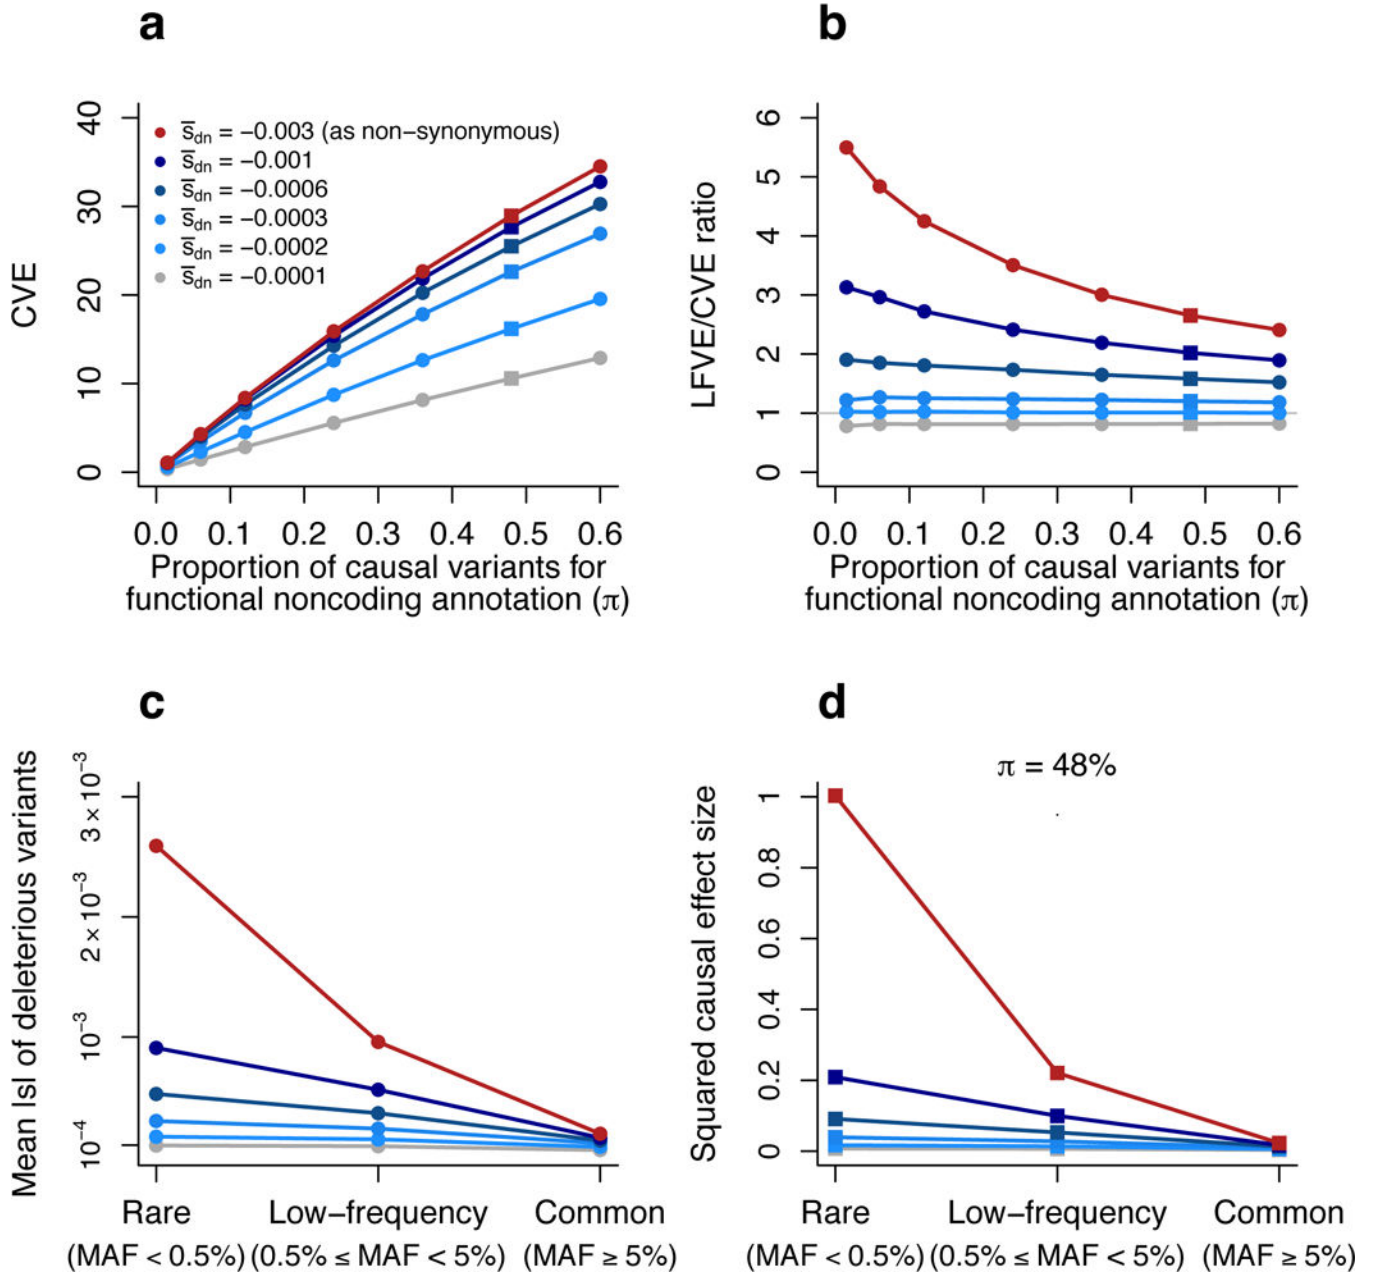 a
CVE
40
30
20
10
0
s̅dn = −0.003 (as non−synonymous)
s̅dn = −0.001
s̅dn = −0.0006
s̅dn = −0.0003
s̅dn = −0.0002
s̅dn = −0.0001
0.0 0.1 0.2 0.3 0.4 0.5 0.6
Proportion of causal variants for
functional noncoding annotation (π)
b
LFVE/CVE ratio
6
5
4
3
2
1
0
0.0 0.1 0.2 0.3 0.4 0.5 0.6
Proportion of causal variants for
functional noncoding annotation (π)
c
Mean IsI of deleterious variants
3 × 10⁻³
2 × 10⁻³
10⁻³
10⁻⁴
Rare Low−frequency Common
(MAF < 0.5%) (0.5% ≤ MAF < 5%) (MAF ≥ 5%)
d
π = 48%
Squared causal effect size
1
0.8
0.6
0.4
0.2
0
Rare Low−frequency Common
(MAF < 0.5%) (0.5% ≤ MAF < 5%) (MAF ≥ 5%)